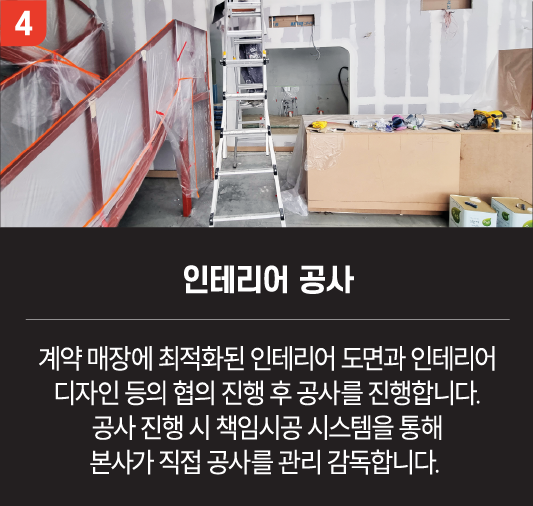 4
인테리어 공사
계약 매장에 최적화된 인테리어 도면과 인테리어
디자인 등의 협의 진행 후 공사를 진행합니다.
공사 진행 시 책임시공 시스템을 통해
본사가 직접 공사를 관리 감독합니다.